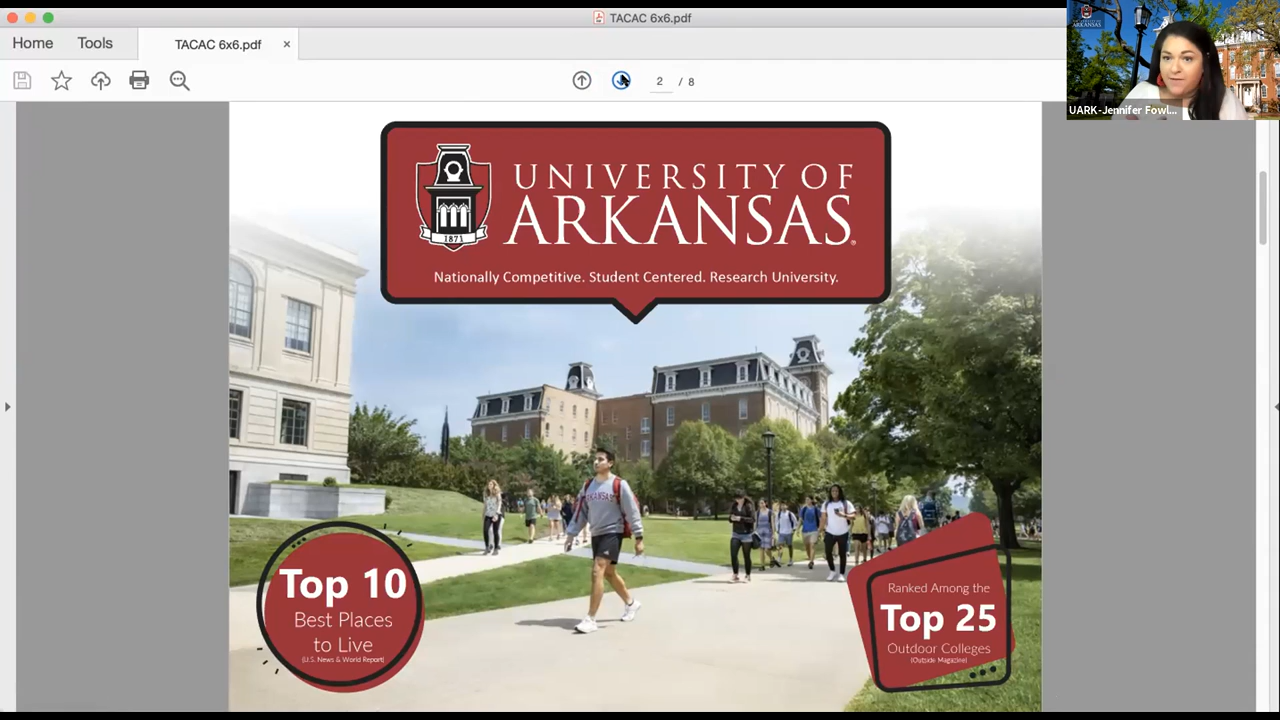 TACAC 6x6.pdf
Home
Tools
TACAC 6x6.pdf
2 / 8
ARKANSAS
UARK-Jennifer Fowl...
UNIVERSITY OF
ARKANSAS
1871
Nationally Competitive. Student Centered. Research University.
ARKANSAS
Top 10
Best Places
to Live
(U.S. News & World Report)
Ranked Among the
Top 25
Outdoor Colleges
(Outside Magazine)